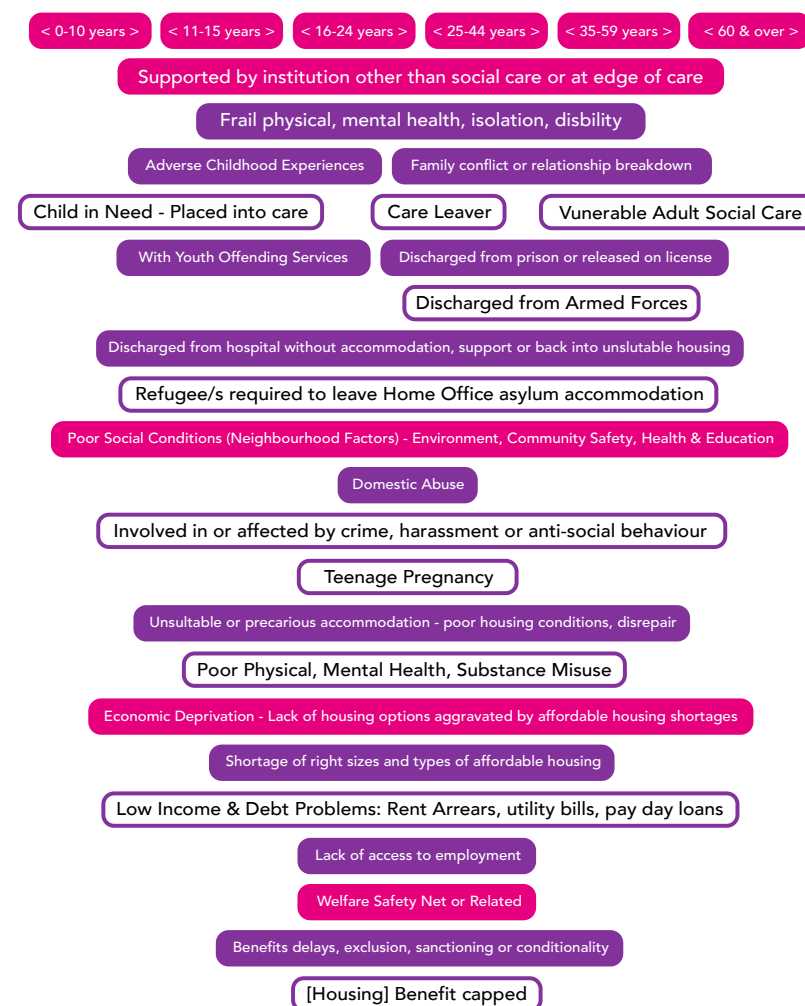 < 0-10 years > < 11-15 years > < 16-24 years > < 25-44 years > < 35-59 years > < 60 & over >
Supported by institution other than social care or at edge of care
Frail physical, mental health, isolation, disbility
Adverse Childhood Experiences Family conflict or relationship breakdown
Child in Need - Placed into care Care Leaver Vunerable Adult Social Care
With Youth Offending Services Discharged from prison or released on license
Discharged from Armed Forces
Discharged from hospital without accommodation, support or back into unslutable housing
Refugee/s required to leave Home Office asylum accommodation
Poor Social Conditions (Neighbourhood Factors) - Environment, Community Safety, Health & Education
Domestic Abuse
Involved in or affected by crime, harassment or anti-social behaviour
Teenage Pregnancy
Unsultable or precarious accommodation - poor housing conditions, disrepair
Poor Physical, Mental Health, Substance Misuse
Economic Deprivation - Lack of housing options aggravated by affordable housing shortages
Shortage of right sizes and types of affordable housing
Low Income & Debt Problems: Rent Arrears, utility bills, pay day loans
Lack of access to employment
Welfare Safety Net or Related
Benefits delays, exclusion, sanctioning or conditionality
[Housing] Benefit capped